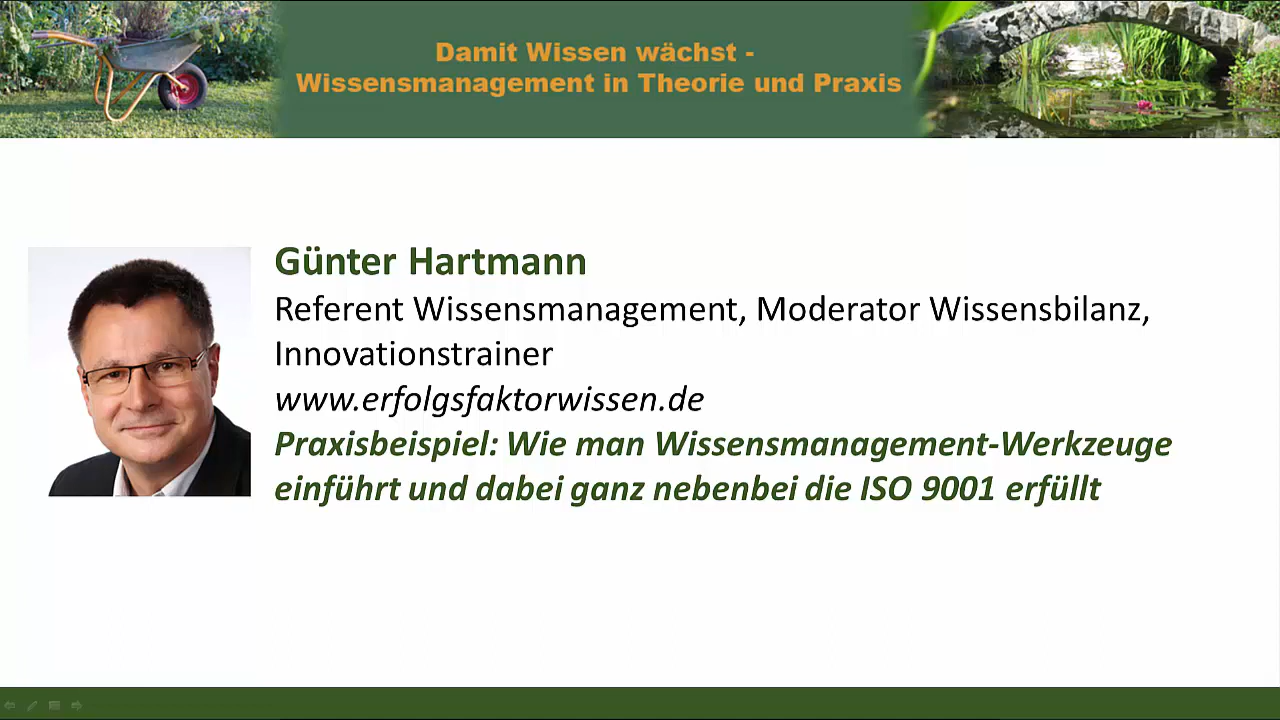 Damit Wissen wächst -
Wissensmanagement in Theorie und Praxis
Günter Hartmann
Referent Wissensmanagement, Moderator Wissensbilanz,
Innovationstrainer
www.erfolgsfaktorwissen.de
Praxisbeispiel: Wie man Wissensmanagement-Werkzeuge
einführt und dabei ganz nebenbei die ISO 9001 erfüllt